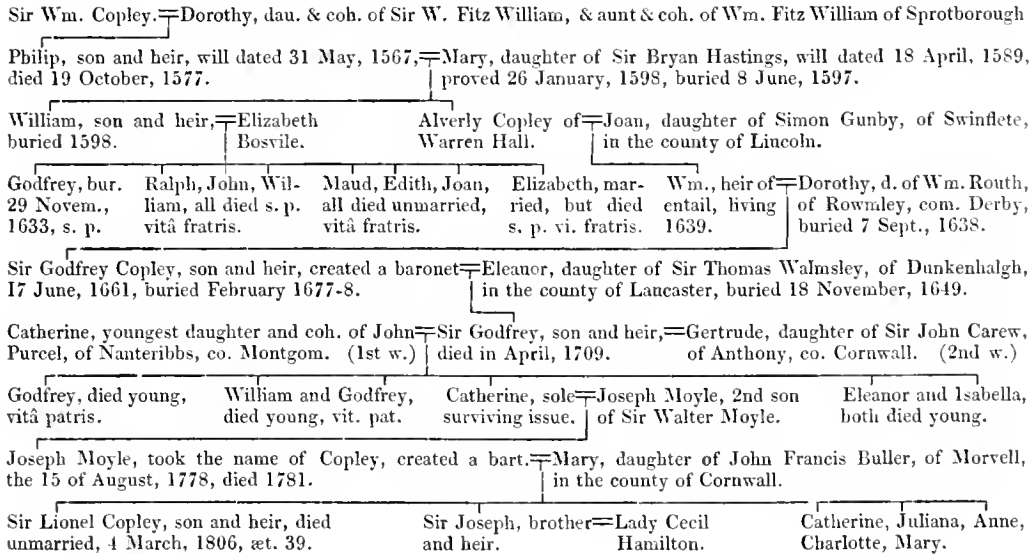 Sir Wm. Copley.=Dorothy, dau. & coh. of Sir W. Fitz William, & aunt & coh. of Wm. Fitz William of Sprotborough
Philip, son and heir, will dated 31 May, 1567,=Mary, daughter of Sir Bryan Hastings, will dated 18 April, 1589,
died 19 October, 1577. proved 26 January, 1598, buried 8 June, 1597.
William, son and heir,=Elizabeth Alverly Copley of=Joan, daughter of Simon Gunby, of Swinflete,
buried 1598. Bosvile. Warren Hall. in the county of Lincoln.
Godfrey, bur. Ralph, John, Wil- Maud, Edith, Joan, Elizabeth, mar- Wm., heir of=Dorothy, d. of Wm. Routh,
29 Novem., liam, all died s. p. all died unmarried, ried, but died entail, living of Rowmley, com. Derby,
1633, s. p. vitâ fratris. vitâ fratris. s. p. vi. fratris. 1639. buried 7 Sept., 1638.
Sir Godfrey Copley, son and heir, created a baronet=Eleanor, daughter of Sir Thomas Walmsley, of Dunkenhalgh,
17 June, 1661, buried February 1677-8. in the county of Lancaster, buried 18 November, 1649.
Catherine, youngest daughter and coh. of John=Sir Godfrey, son and heir,=Gertrude, daughter of Sir John Carew,
Purcel, of Nanteribbs, co. Montgom. (1st w.) died in April, 1709. of Anthony, co. Cornwall. (2nd w.)
Godfrey, died young, William and Godfrey, Catherine, sole=Joseph Moyle, 2nd son Eleanor and Isabella,
vitâ patris. died young, vit. pat. surviving issue. of Sir Walter Moyle. both died young.
Joseph Moyle, took the name of Copley, created a bart.=Mary, daughter of John Francis Buller, of Morvell,
the 15 of August, 1778, died 1781. in the county of Cornwall.
Sir Lionel Copley, son and heir, died Sir Joseph, brother=Lady Cecil Catherine, Juliana, Anne,
unmarried, 4 March, 1806, æt. 39. and heir. Hamilton. Charlotte, Mary.